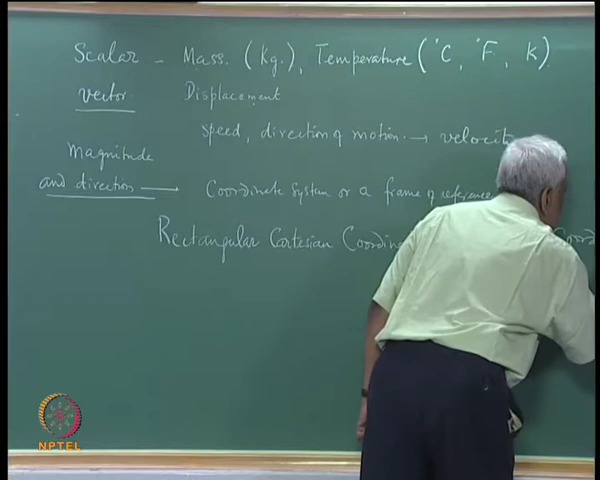 Scalar - Mass. (Kg.), Temperature (°C, °F, K)
vector Displacement
speed, direction of motion. → velocity
magnitude
and direction — Coordinate System or a frame of reference
Rectangular Cartesian
NPTEL